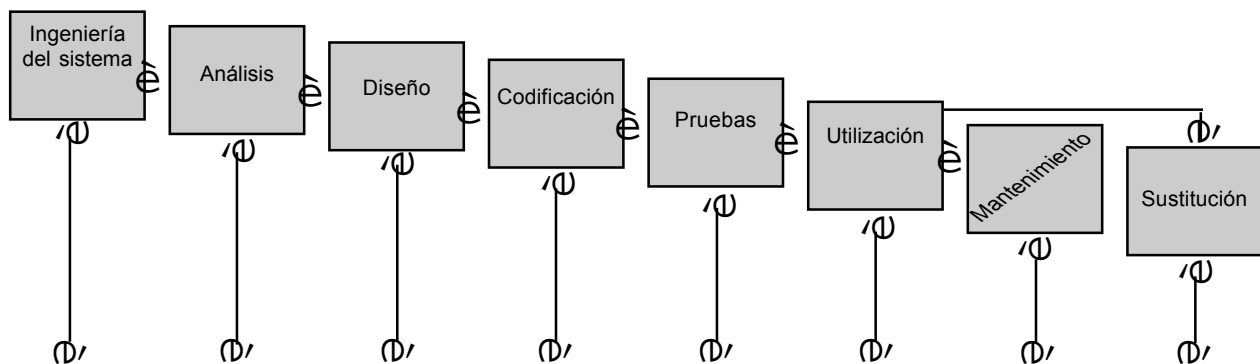 Ingeniería
del sistema
Análisis
Diseño
Codificación
Pruebas
Utilización
Mantenimiento
Sustitución